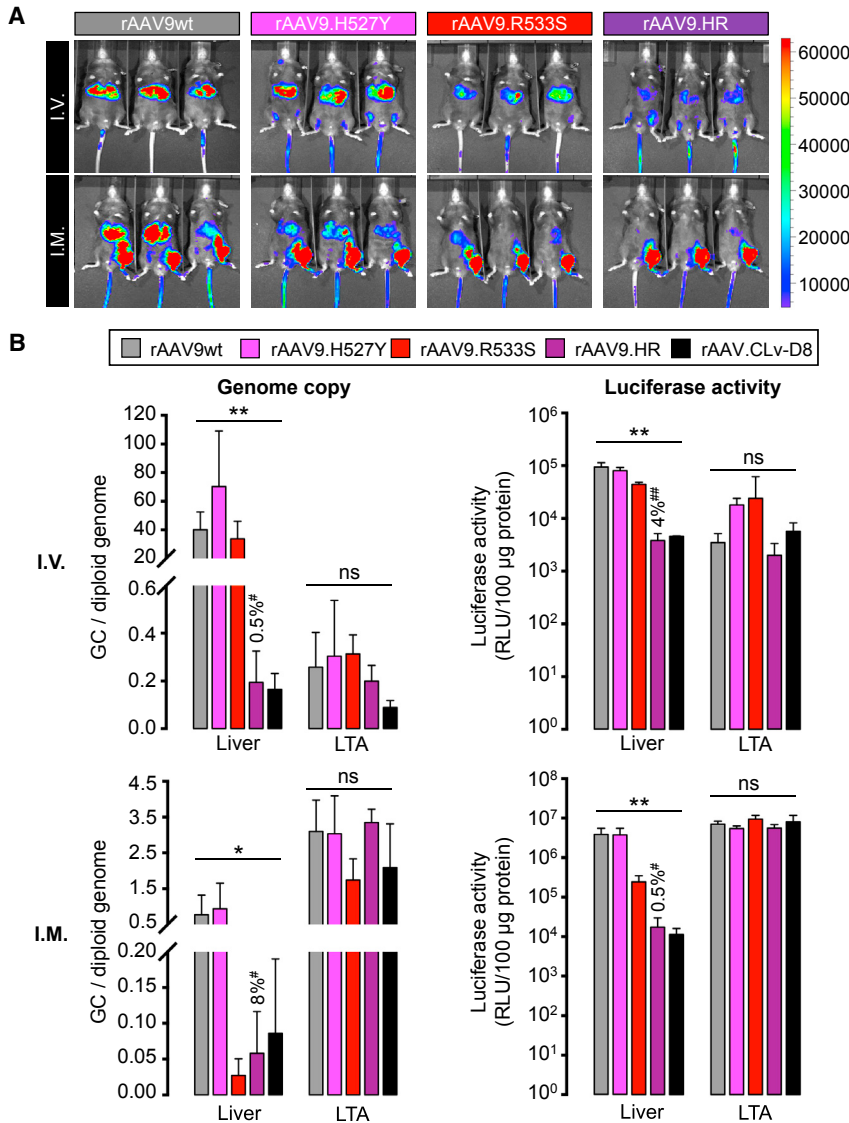 A
rAAV9wt rAAV9.H527Y rAAV9.R533S rAAV9.HR
I.V.
I.M.
60000
50000
40000
30000
20000
10000
B
rAAV9wt rAAV9.H527Y rAAV9.R533S rAAV9.HR rAAV.CLv-D8
Genome copy
Luciferase activity
I.V.
GC / diploid genome
140
120
100
80
60
40
20
0.6
0.4
0.2
0.0
**
0.5%#
ns
Liver LTA
Luciferase activity
(RLU/100 µg protein)
10⁶
10⁵
10⁴
10³
10²
10¹
10⁰
**
4%##
ns
Liver LTA
I.M.
GC / diploid genome
4.5
3.5
2.5
1.5
0.5
0.20
0.15
0.10
0.05
0.00
*
8%#
ns
Liver LTA
Luciferase activity
(RLU/100 µg protein)
10⁸
10⁷
10⁶
10⁵
10⁴
10³
10²
10¹
10⁰
**
0.5%#
ns
Liver LTA